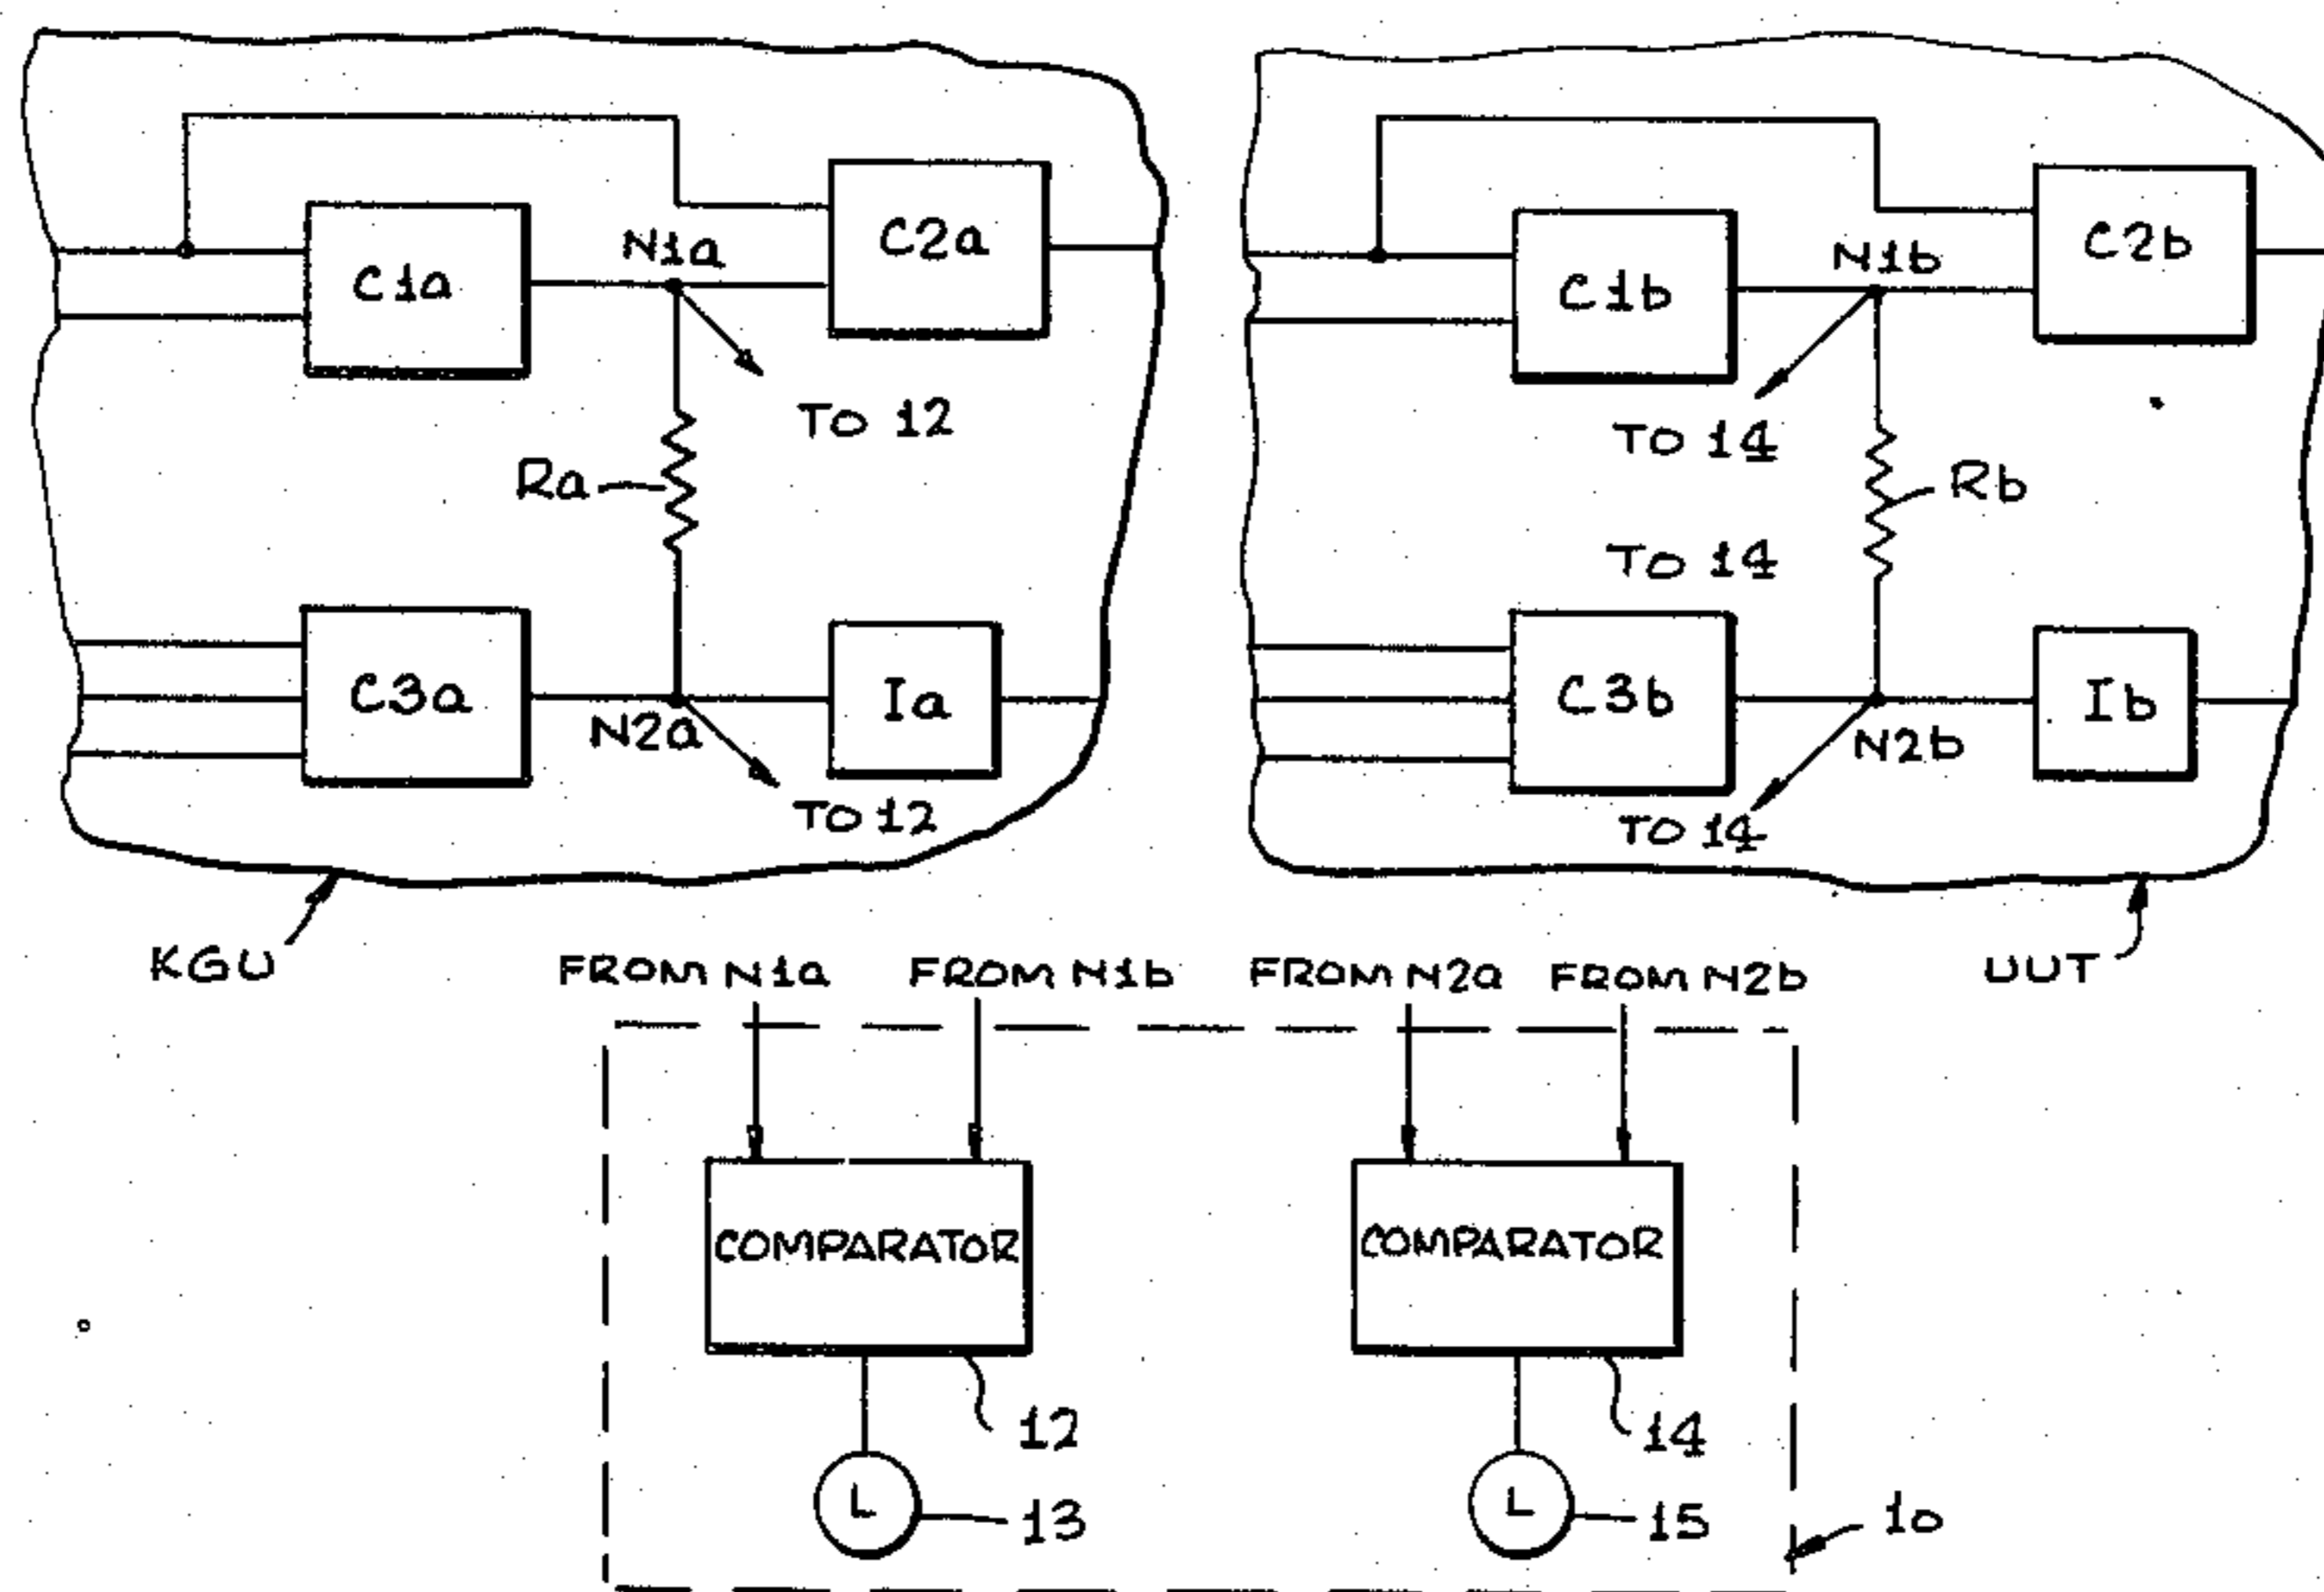 C1a
N1a
C2a
TO 12
Ra
C3a
N2a
Ia
TO 12
KGU
C1b
N1b
C2b
TO 14
Rb
TO 14
C3b
N2b
Ib
TO 14
UUT
FROM N1a
FROM N1b
FROM N2a
FROM N2b
COMPARATOR
COMPARATOR
12
14
L
13
L
15
10